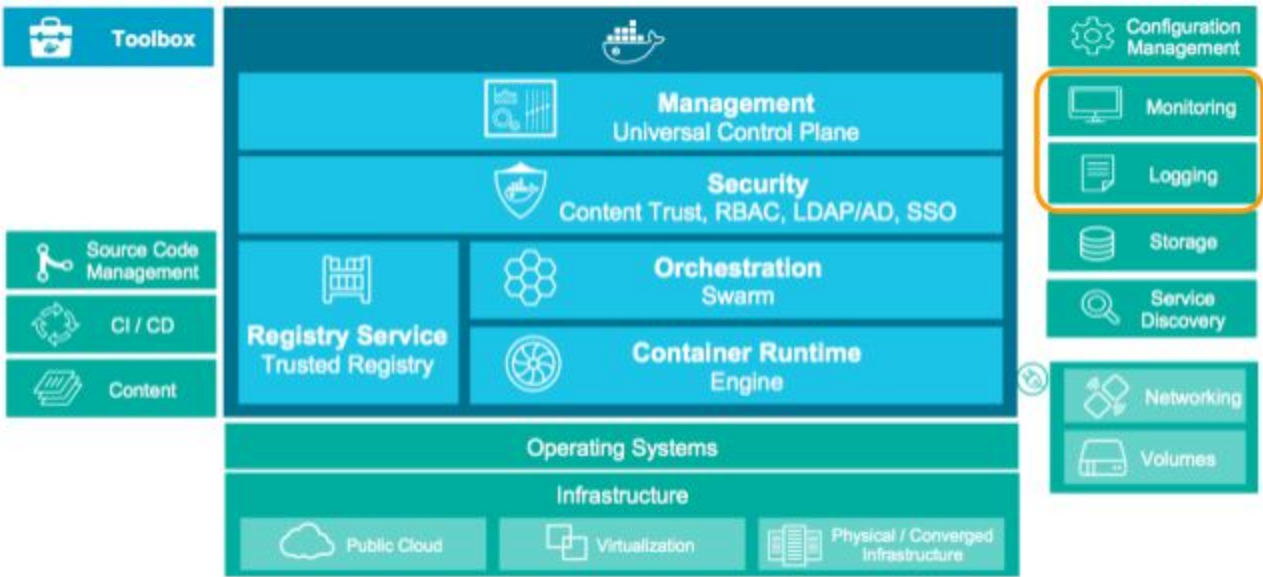 Toolbox
Source Code
Management
CI / CD
Content
Management
Universal Control Plane
Security
Content Trust, RBAC, LDAP/AD, SSO
Registry Service
Trusted Registry
Orchestration
Swarm
Container Runtime
Engine
Operating Systems
Infrastructure
Public Cloud
Virtualization
Physical / Converged
Infrastructure
Configuration
Management
Monitoring
Logging
Storage
Service
Discovery
Networking
Volumes